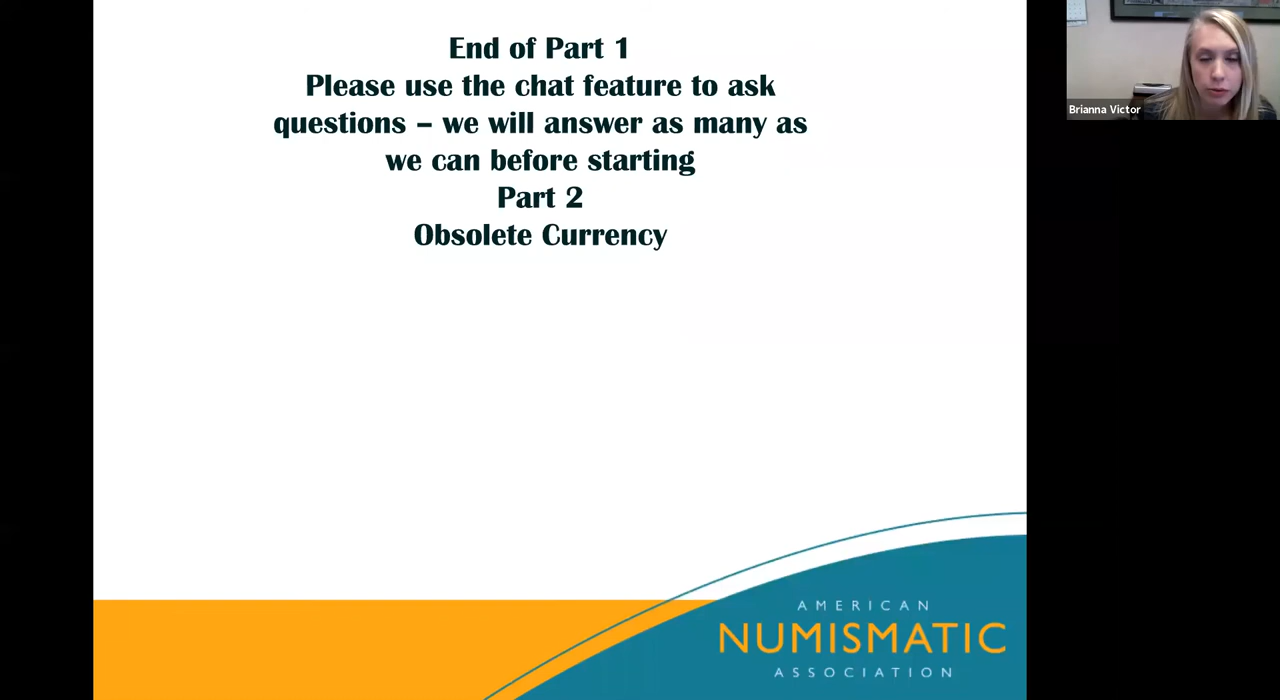 End of Part 1
Please use the chat feature to ask
questions – we will answer as many as
we can before starting
Part 2
Obsolete Currency
Brianna Victor
AMERICAN
NUMISMATIC
ASSOCIATION